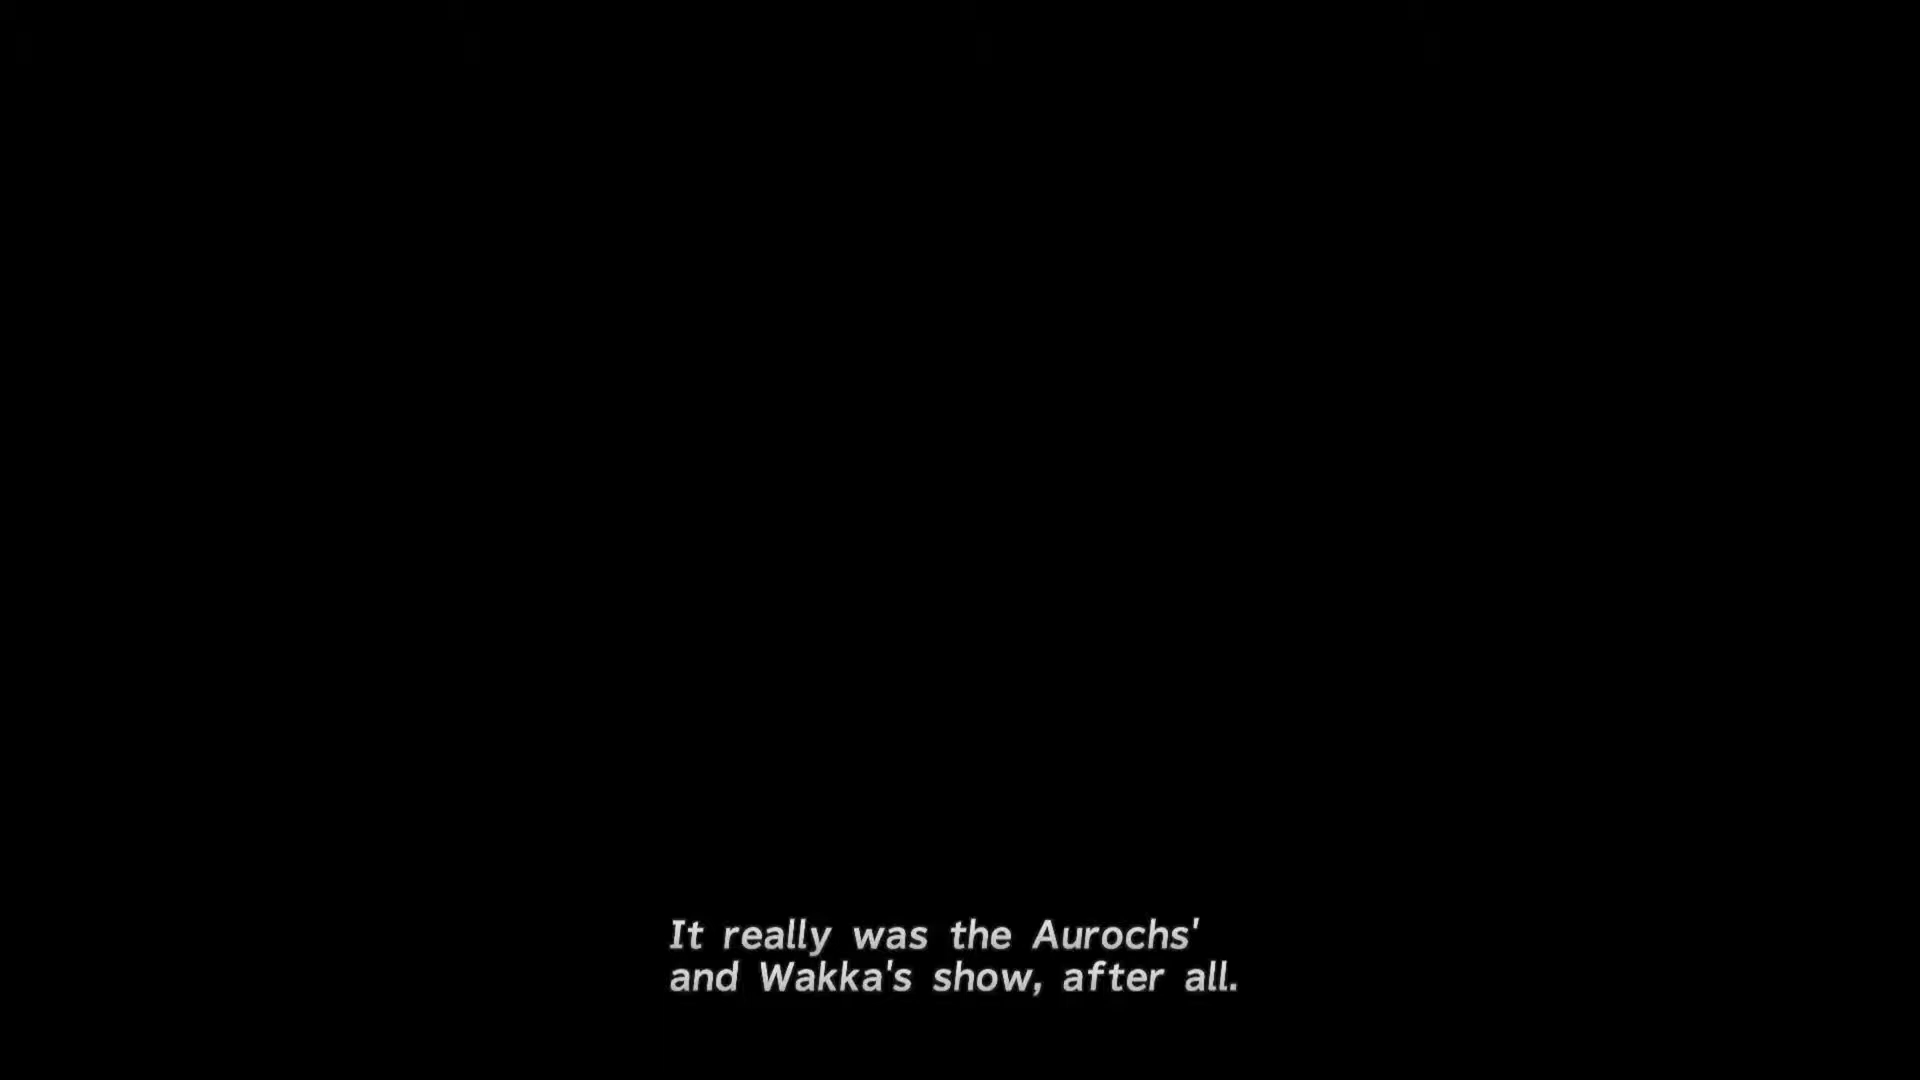 It really was the Aurochs'
and Wakka's show, after all.